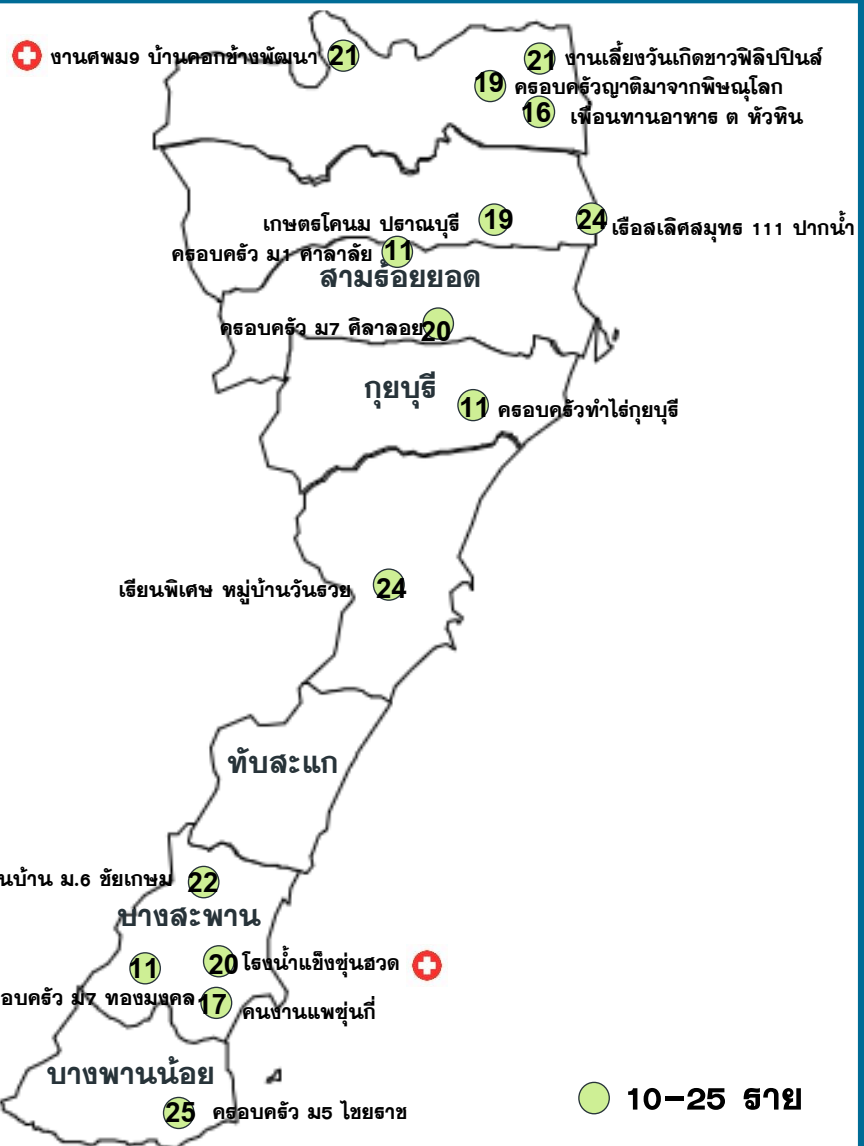 งานศพม9 บ้านคอกช้างพัฒนา 21
21 งานเลี้ยงวันเกิดชาวฟิลิปปินส์
19 ครอบครัวญาติมาจากพิษณุโลก
16 เพื่อนทานอาหาร ต หัวหิน
เกษตรโคนม ปราณบุรี 19
24 เรือสเลิศสมุทร 111 ปากน้ำ
ครอบครัว ม1 ศาลาลัย 11
สามร้อยยอด
ครอบครัว ม7 ศิลาลอย 20
กุยบุรี
11 ครอบครัวทำไร่กุยบุรี
เรียนพิเศษ หมู่บ้านวันรวย 24
ทับสะแก
นบ้าน ม.6 ชัยเกษม 22
บางสะพาน
11
20 โรงน้ำแข็งชุ่นฮวด
อบครัว ม7 ทองมงคล
17 คนงานแพชุ่นกี่
บางพานน้อย
25 ครอบครัว ม5 ไชยราช
10-25 ราย